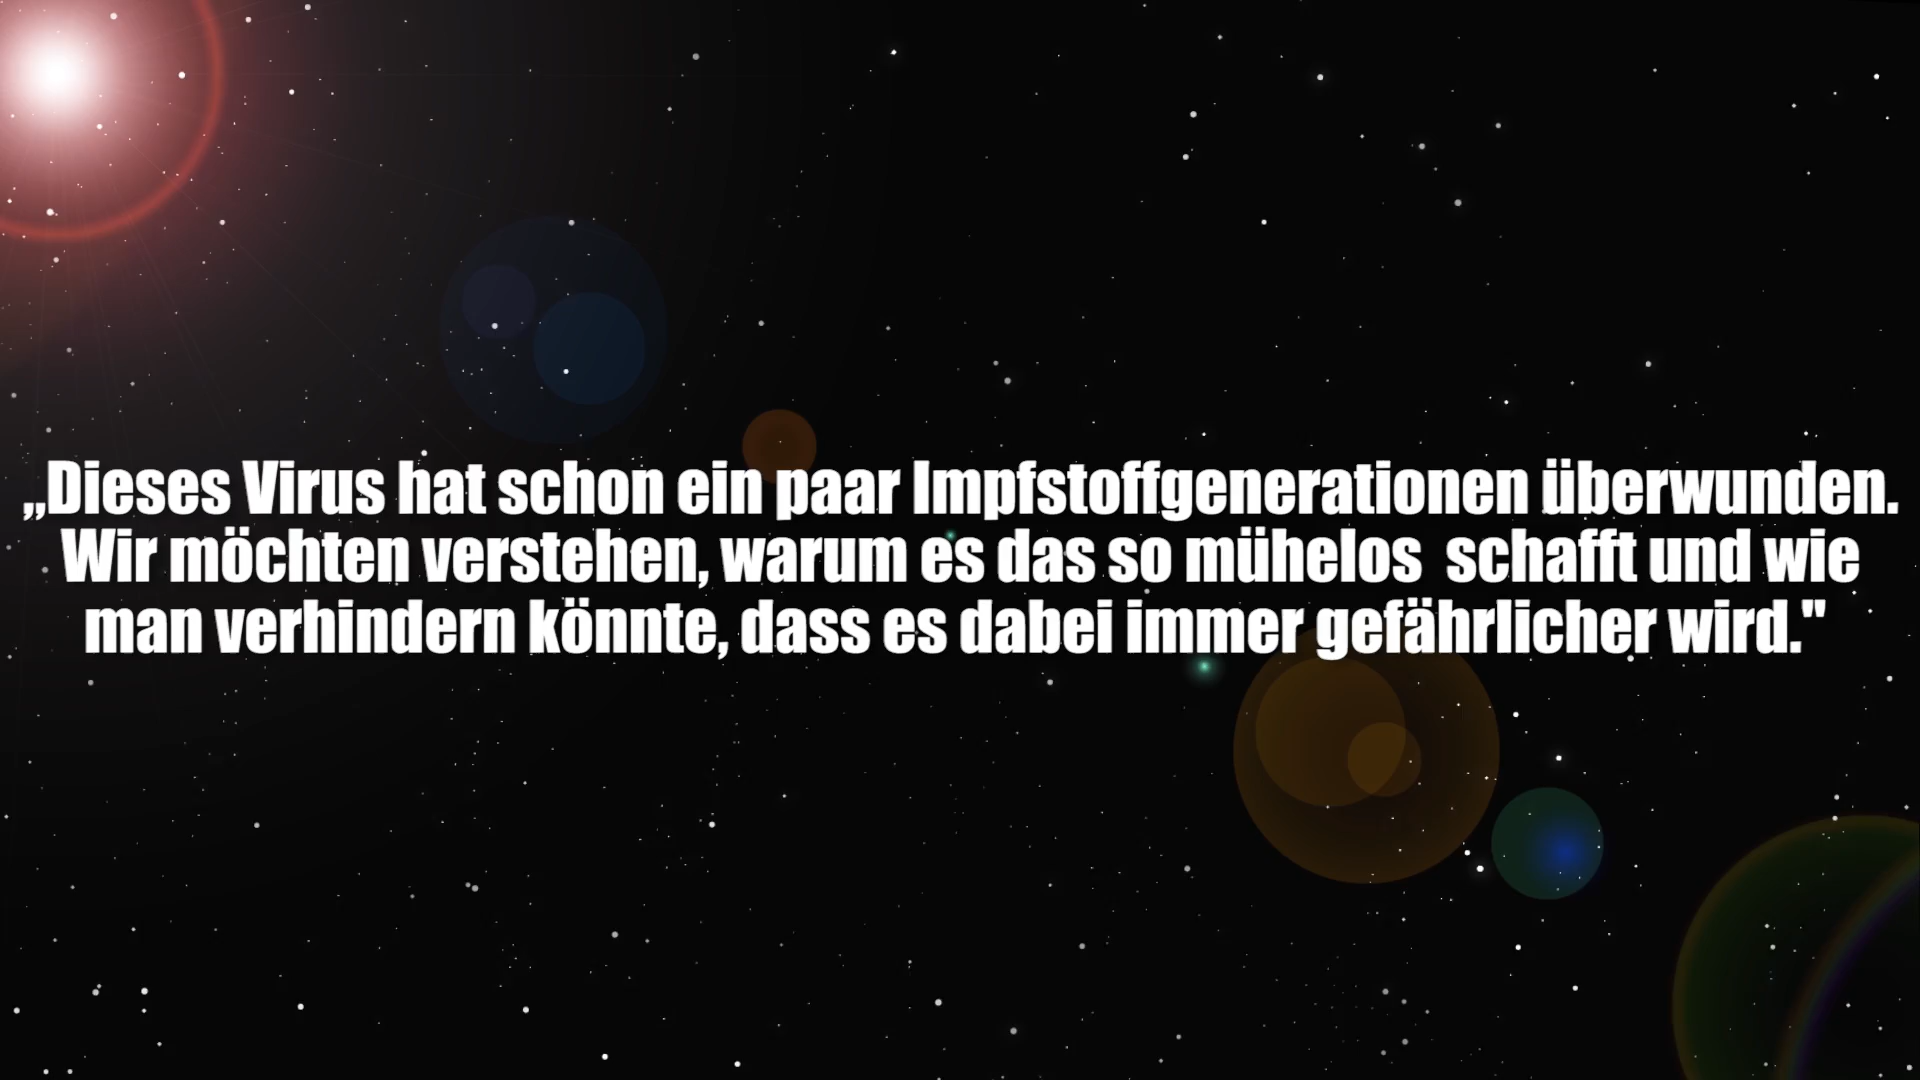 „Dieses Virus hat schon ein paar Impfstoffgenerationen überwunden.
Wir möchten verstehen, warum es das so mühelos  schafft und wie
man verhindern könnte, dass es dabei immer gefährlicher wird."